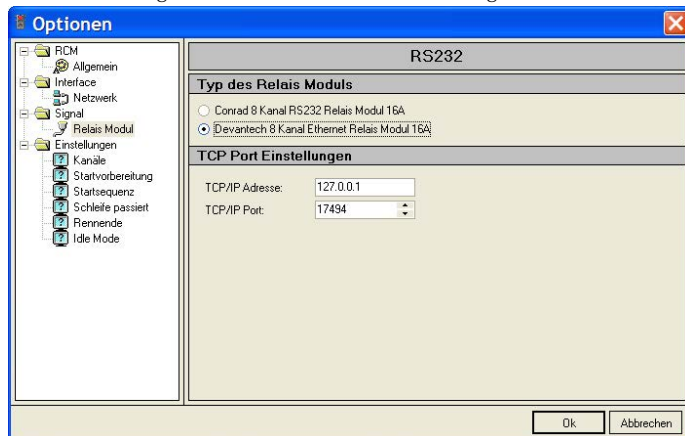 Optionen
RCM
Allgemein
Interface
Netzwerk
Signal
Relais Modul
Einstellungen
Kanäle
Startvorbereitung
Startsequenz
Schleife passiert
Rennende
Idle Mode
RS232
Typ des Relais Moduls
Conrad 8 Kanal RS232 Relais Modul 16A
Devantech 8 Kanal Ethernet Relais Modul 16A
TCP Port Einstellungen
TCP/IP Adresse: 127.0.0.1
TCP/IP Port: 17494
Ok Abbrechen